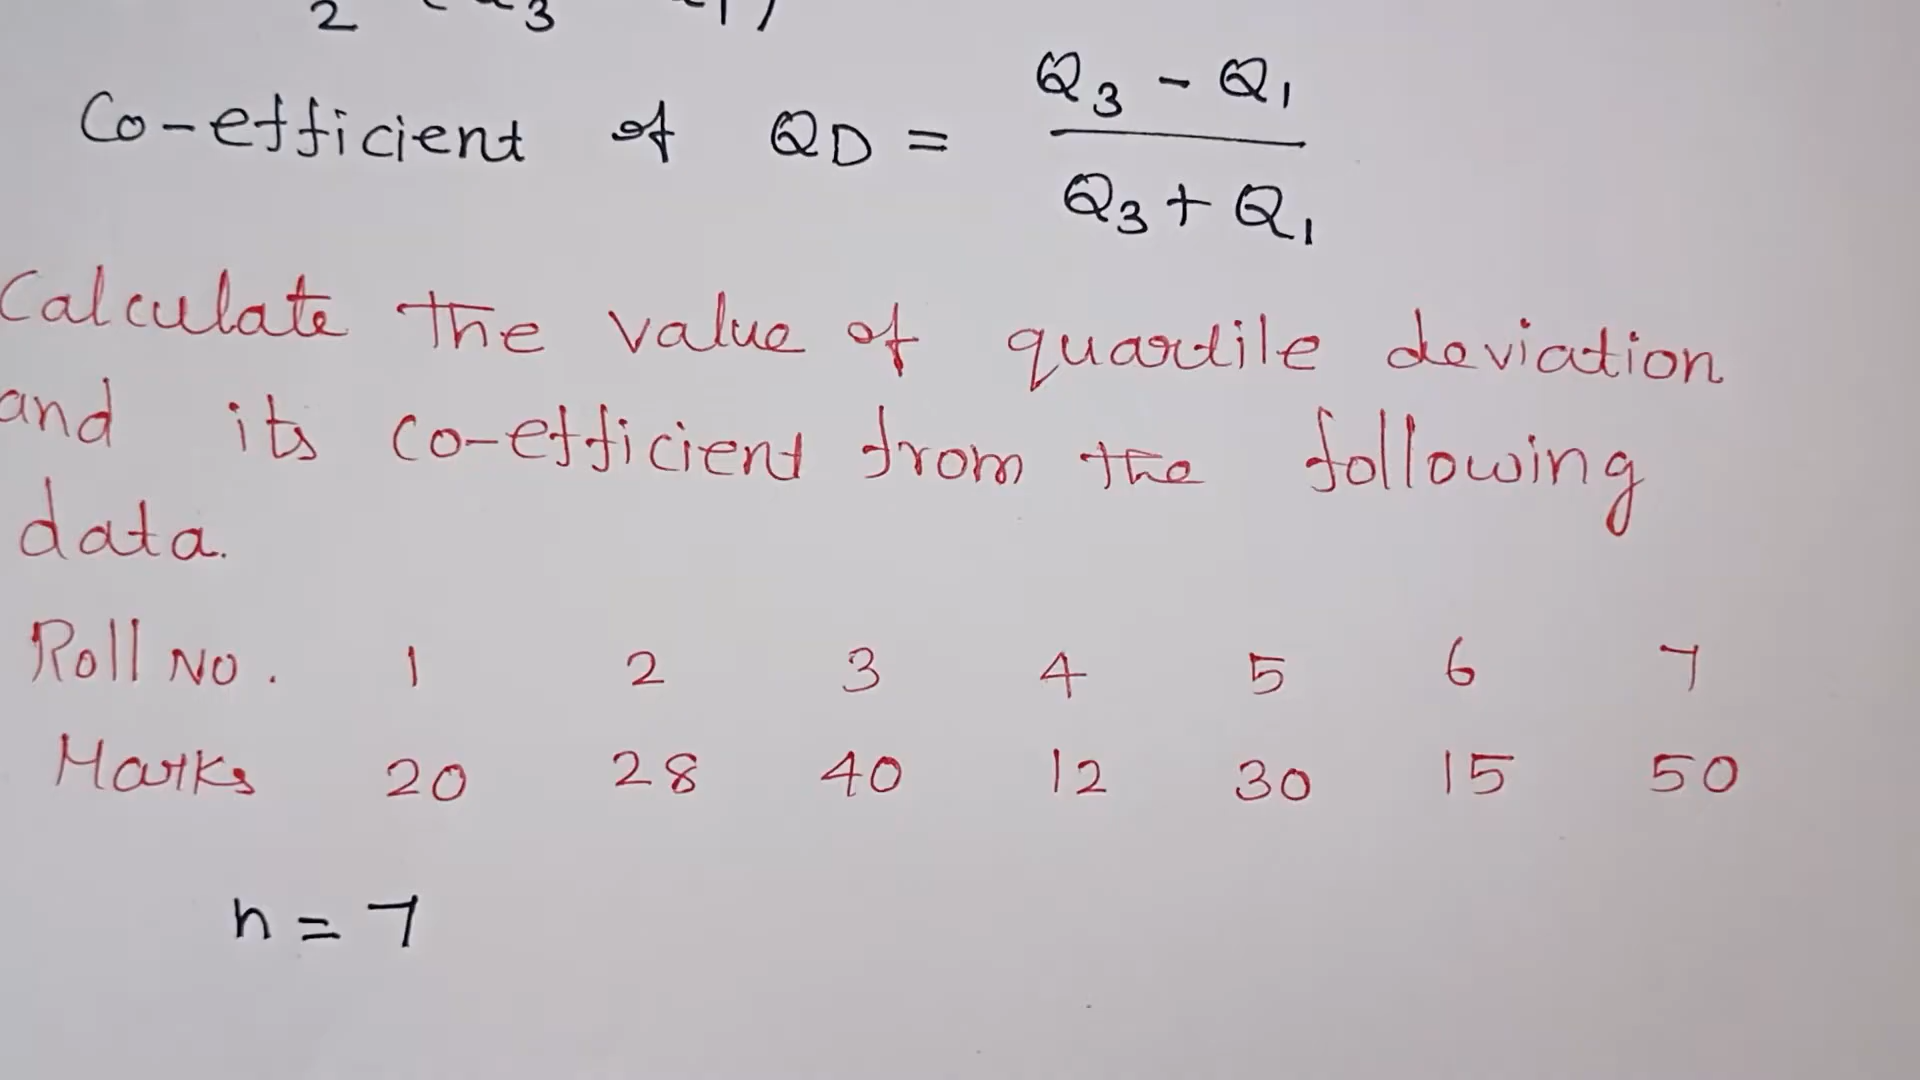 Co-efficient of QD = Q₃ - Q₁ / Q₃ + Q₁
Calculate the value of quartile deviation
and its co-efficient from the following
data.
Roll No. 1 2 3 4 5 6 7
Marks 20 28 40 12 30 15 50
n = 7